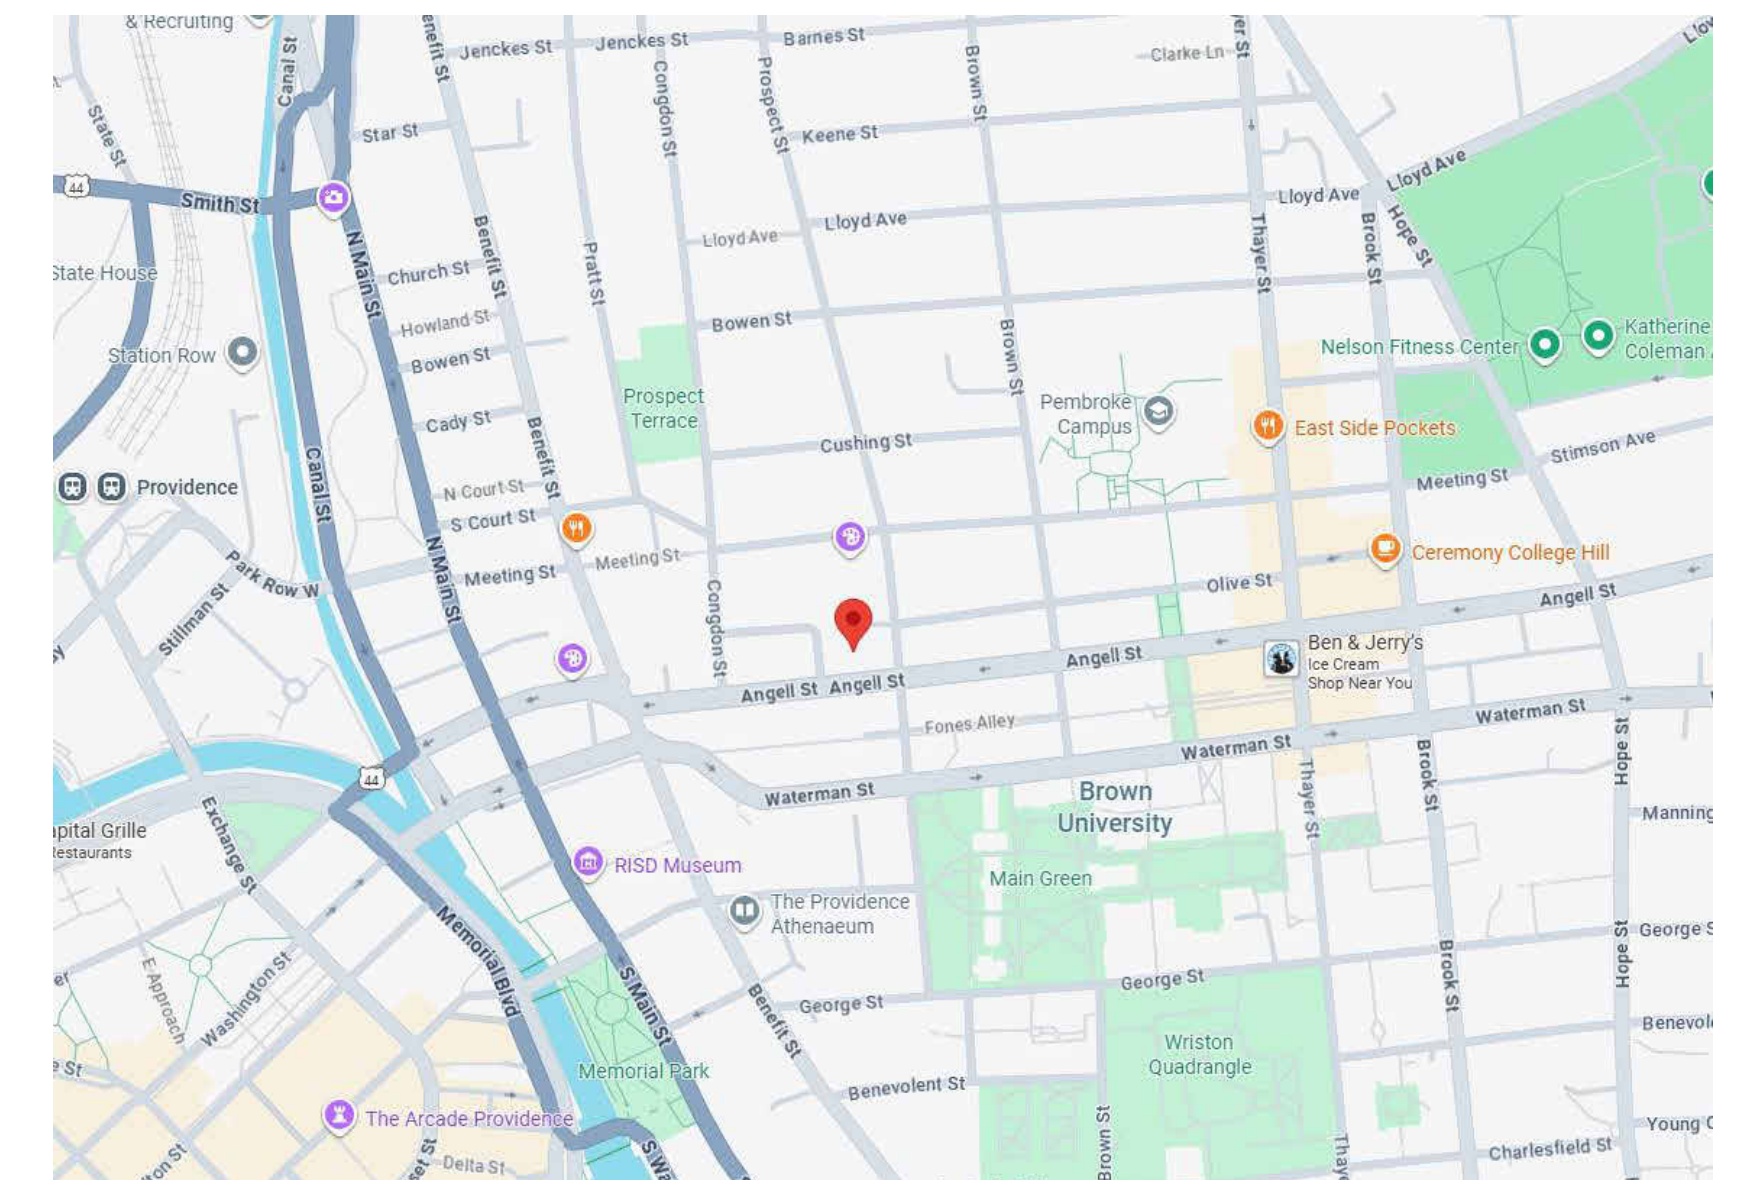 & Recruiting
Canal St
Benefit St
Jenckes St
Jenckes St
Barnes St
Clarke Ln
State St
Congdon St
Prospect St
Brown St
Star St
Keene St
Lloyd Ave
44
Smith St
Lloyd Ave
Lloyd Ave
Lloyd Ave
Hope St
Brook St
Thayer St
N Main St
Benefit St
Pratt St
State House
Church St
Howland St
Bowen St
Bowen St
Station Row
Nelson Fitness Center
Katherine
Coleman
Prospect
Terrace
Brown St
Pembroke
Campus
East Side Pockets
Cady St
Benefit St
Cushing St
Stimson Ave
Canal St
Providence
N Court St
S Court St
Meeting St
Park Row W
N Main St
Meeting St
Meeting St
Ceremony College Hill
Olive St
Angell St
Stillman St
Congdon St
Angell St
Angell St
Angell St
Ben & Jerry's
Ice Cream
Shop Near You
Fones Alley
Waterman St
Waterman St
Waterman St
Hope St
44
Brown
University
Thayer St
Brook St
Exchange St
apital Grille
Restaurants
Manning
RISD Museum
Main Green
The Providence
Athenaeum
Memorial Blvd
George S
Hope St
Brook St
E Approach
Washington St
S Main St
George St
George St
Benefit St
Wriston
Quadrangle
Memorial Park
Benevolent St
The Arcade Providence
Brown St
Young
Charlesfield St
Delta St